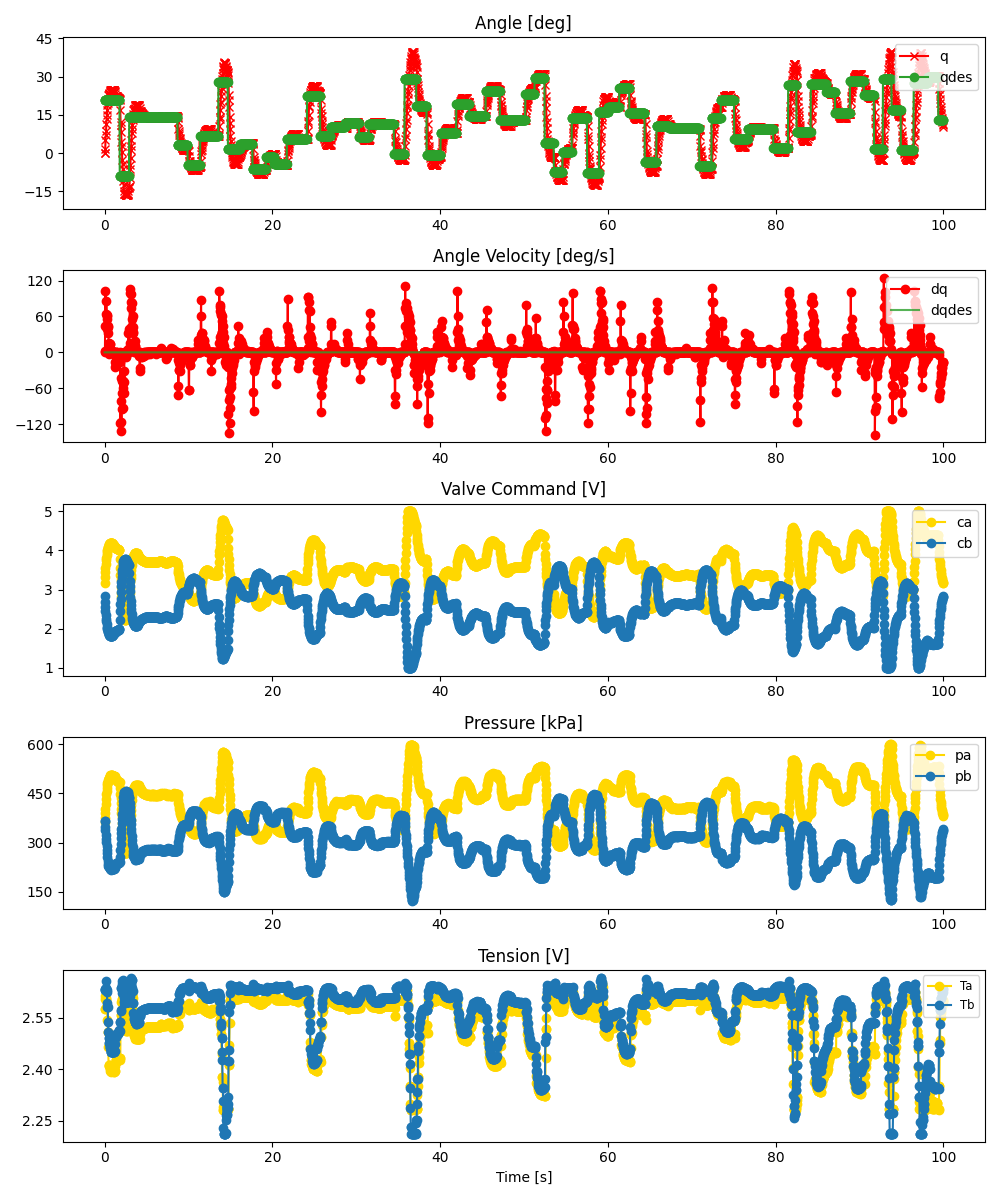 Angle [deg]
45
30
15
0
−15
q
qdes
0 20 40 60 80 100
Angle Velocity [deg/s]
120
60
0
−60
−120
dq
dqdes
0 20 40 60 80 100
Valve Command [V]
5
4
3
2
1
ca
cb
0 20 40 60 80 100
Pressure [kPa]
600
450
300
150
pa
pb
0 20 40 60 80 100
Tension [V]
2.55
2.40
2.25
Ta
Tb
0 20 40 60 80 100
Time [s]